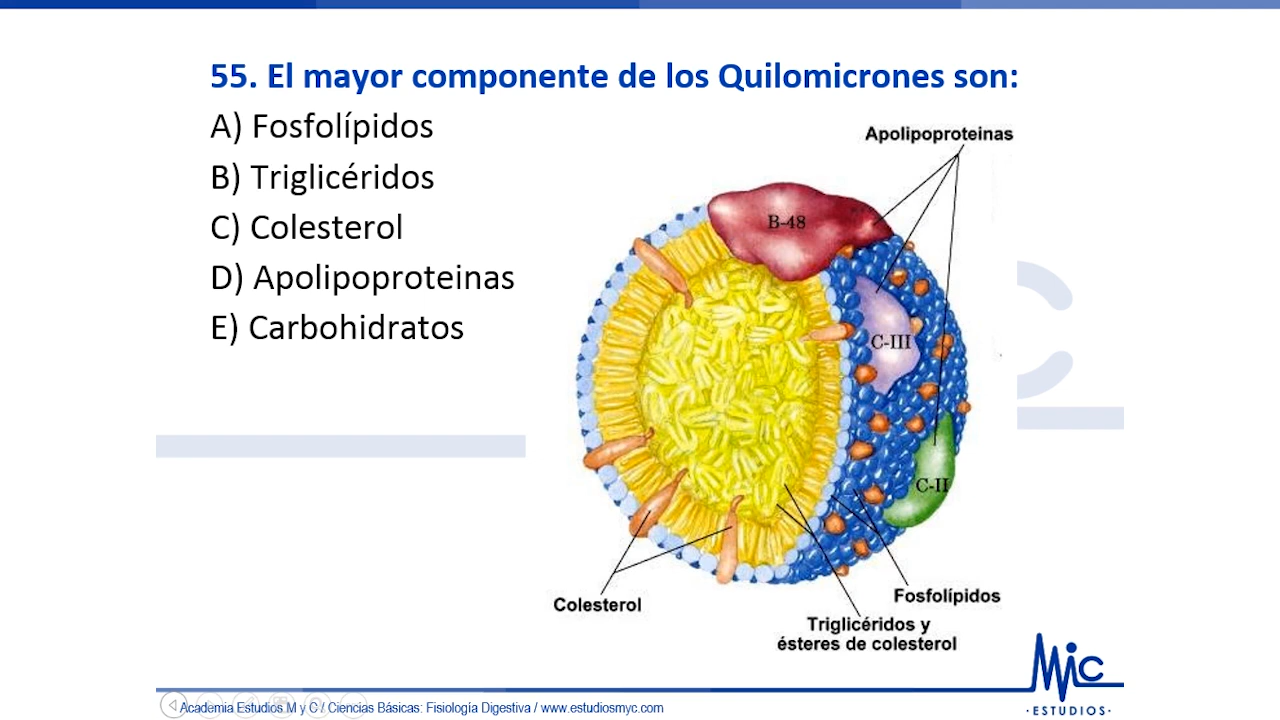 55. El mayor componente de los Quilomicrones son:
A) Fosfolípidos
B) Triglicéridos
C) Colesterol
D) Apolipoproteinas
E) Carbohidratos
Apolipoproteinas
B-48
C-III
C-II
Colesterol
Fosfolípidos
Triglicéridos y
ésteres de colesterol
MiC
·ESTUDIOS·
Academia Estudios M y C / Ciencias Básicas: Fisiología Digestiva / www.estudiosmyc.com